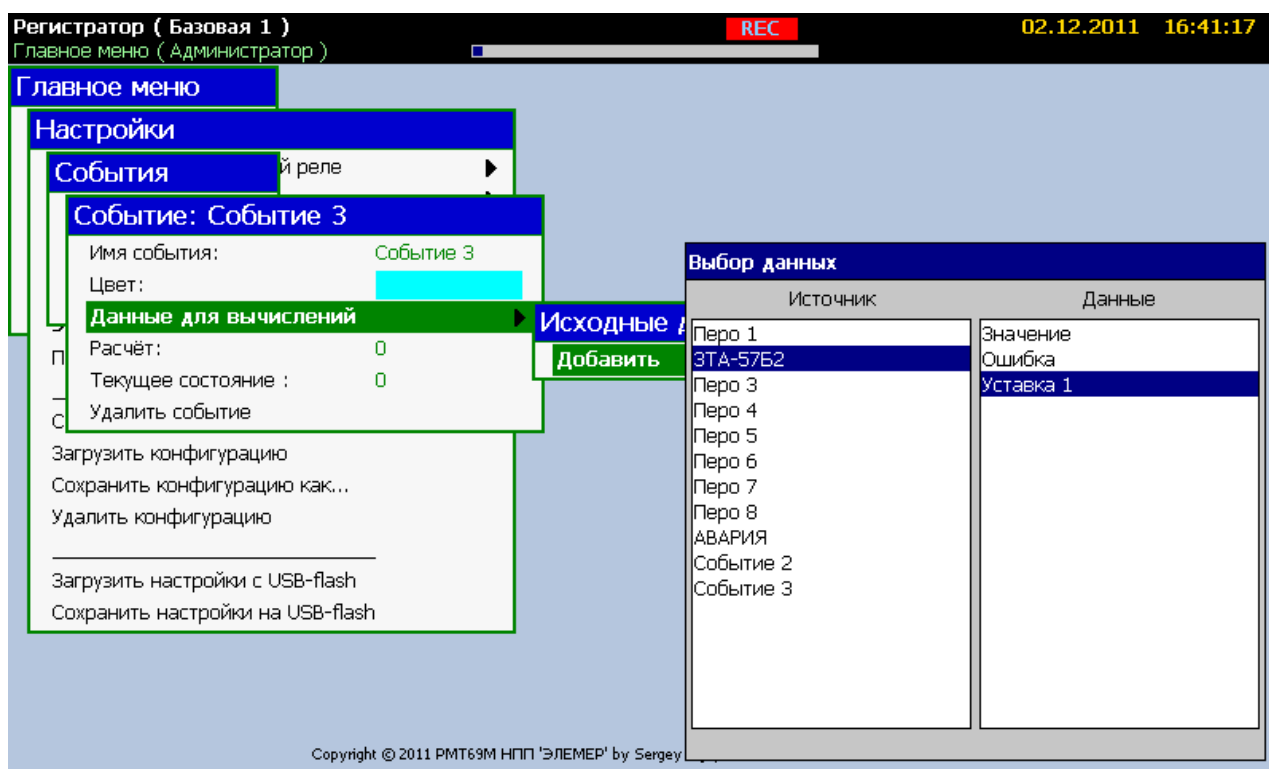 Регистратор ( Базовая 1 )
REC
02.12.2011 16:41:17
Главное меню ( Администратор )
Главное меню
Настройки
й реле
События
Событие: Событие 3
Имя события: Событие 3
Цвет:
Данные для вычислений
Расчёт: 0
Текущее состояние : 0
Удалить событие
П
С
Загрузить конфигурацию
Сохранить конфигурацию как...
Удалить конфигурацию
Загрузить настройки с USB-flash
Сохранить настройки на USB-flash
Исходные
Добавить
Выбор данных
Источник
Перо 1
ЗТА-57Б2
Перо 3
Перо 4
Перо 5
Перо 6
Перо 7
Перо 8
АВАРИЯ
Событие 2
Событие 3
Данные
Значение
Ошибка
Уставка 1
Copyright © 2011 РМТ69М НПП 'ЭЛЕМЕР' by Sergey